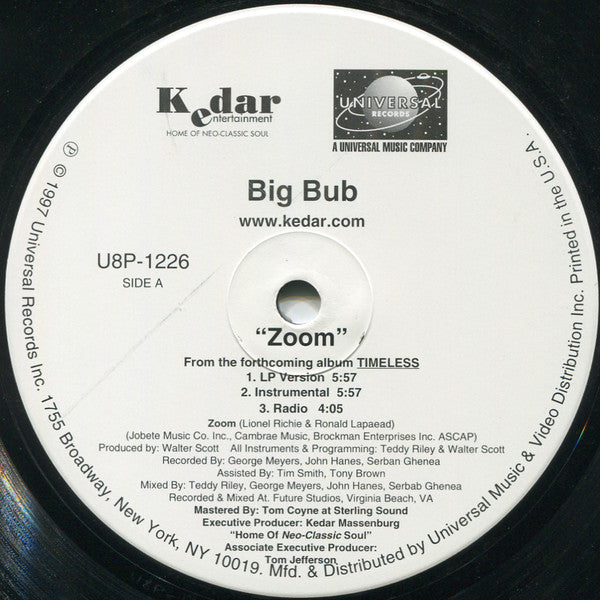 Kedar
entertainment
HOME OF NEO-CLASSIC SOUL
UNIVERSAL
RECORDS
A UNIVERSAL MUSIC COMPANY
Big Bub
www.kedar.com
U8P-1226
SIDE A
“Zoom”
From the forthcoming album TIMELESS
1. LP Version 5:57
2. Instrumental 5:57
3. Radio 4:05
Zoom (Lionel Richie & Ronald Lapaead)
(Jobete Music Co. Inc., Cambrae Music, Brockman Enterprises Inc. ASCAP)
Produced by: Walter Scott All Instruments & Programming: Teddy Riley & Walter Scott
Recorded By: George Meyers, John Hanes, Serban Ghenea
Assisted By: Tim Smith, Tony Brown
Mixed By: Teddy Riley, George Meyers, John Hanes, Serbab Ghenea
Recorded & Mixed At. Future Studios, Virginia Beach, VA
Mastered By: Tom Coyne at Sterling Sound
Executive Producer: Kedar Massenburg
“Home Of Neo-Classic Soul”
Associate Executive Producer:
Tom Jefferson
℗ © 1997 Universal Records Inc. 1755 Broadway, New York, NY 10019. Mfd. & Distributed by Universal Music & Video Distribution Inc. Printed in the U.S.A.